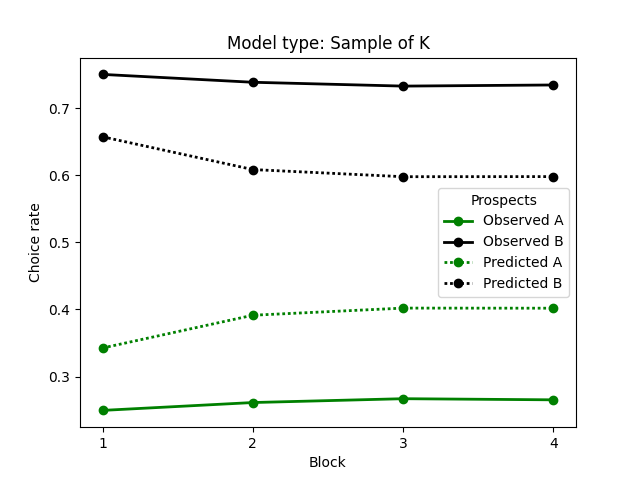 Model type: Sample of K
Choice rate
0.7
0.6
0.5
0.4
0.3
Prospects
Observed A
Observed B
Predicted A
Predicted B
1 2 3 4
Block